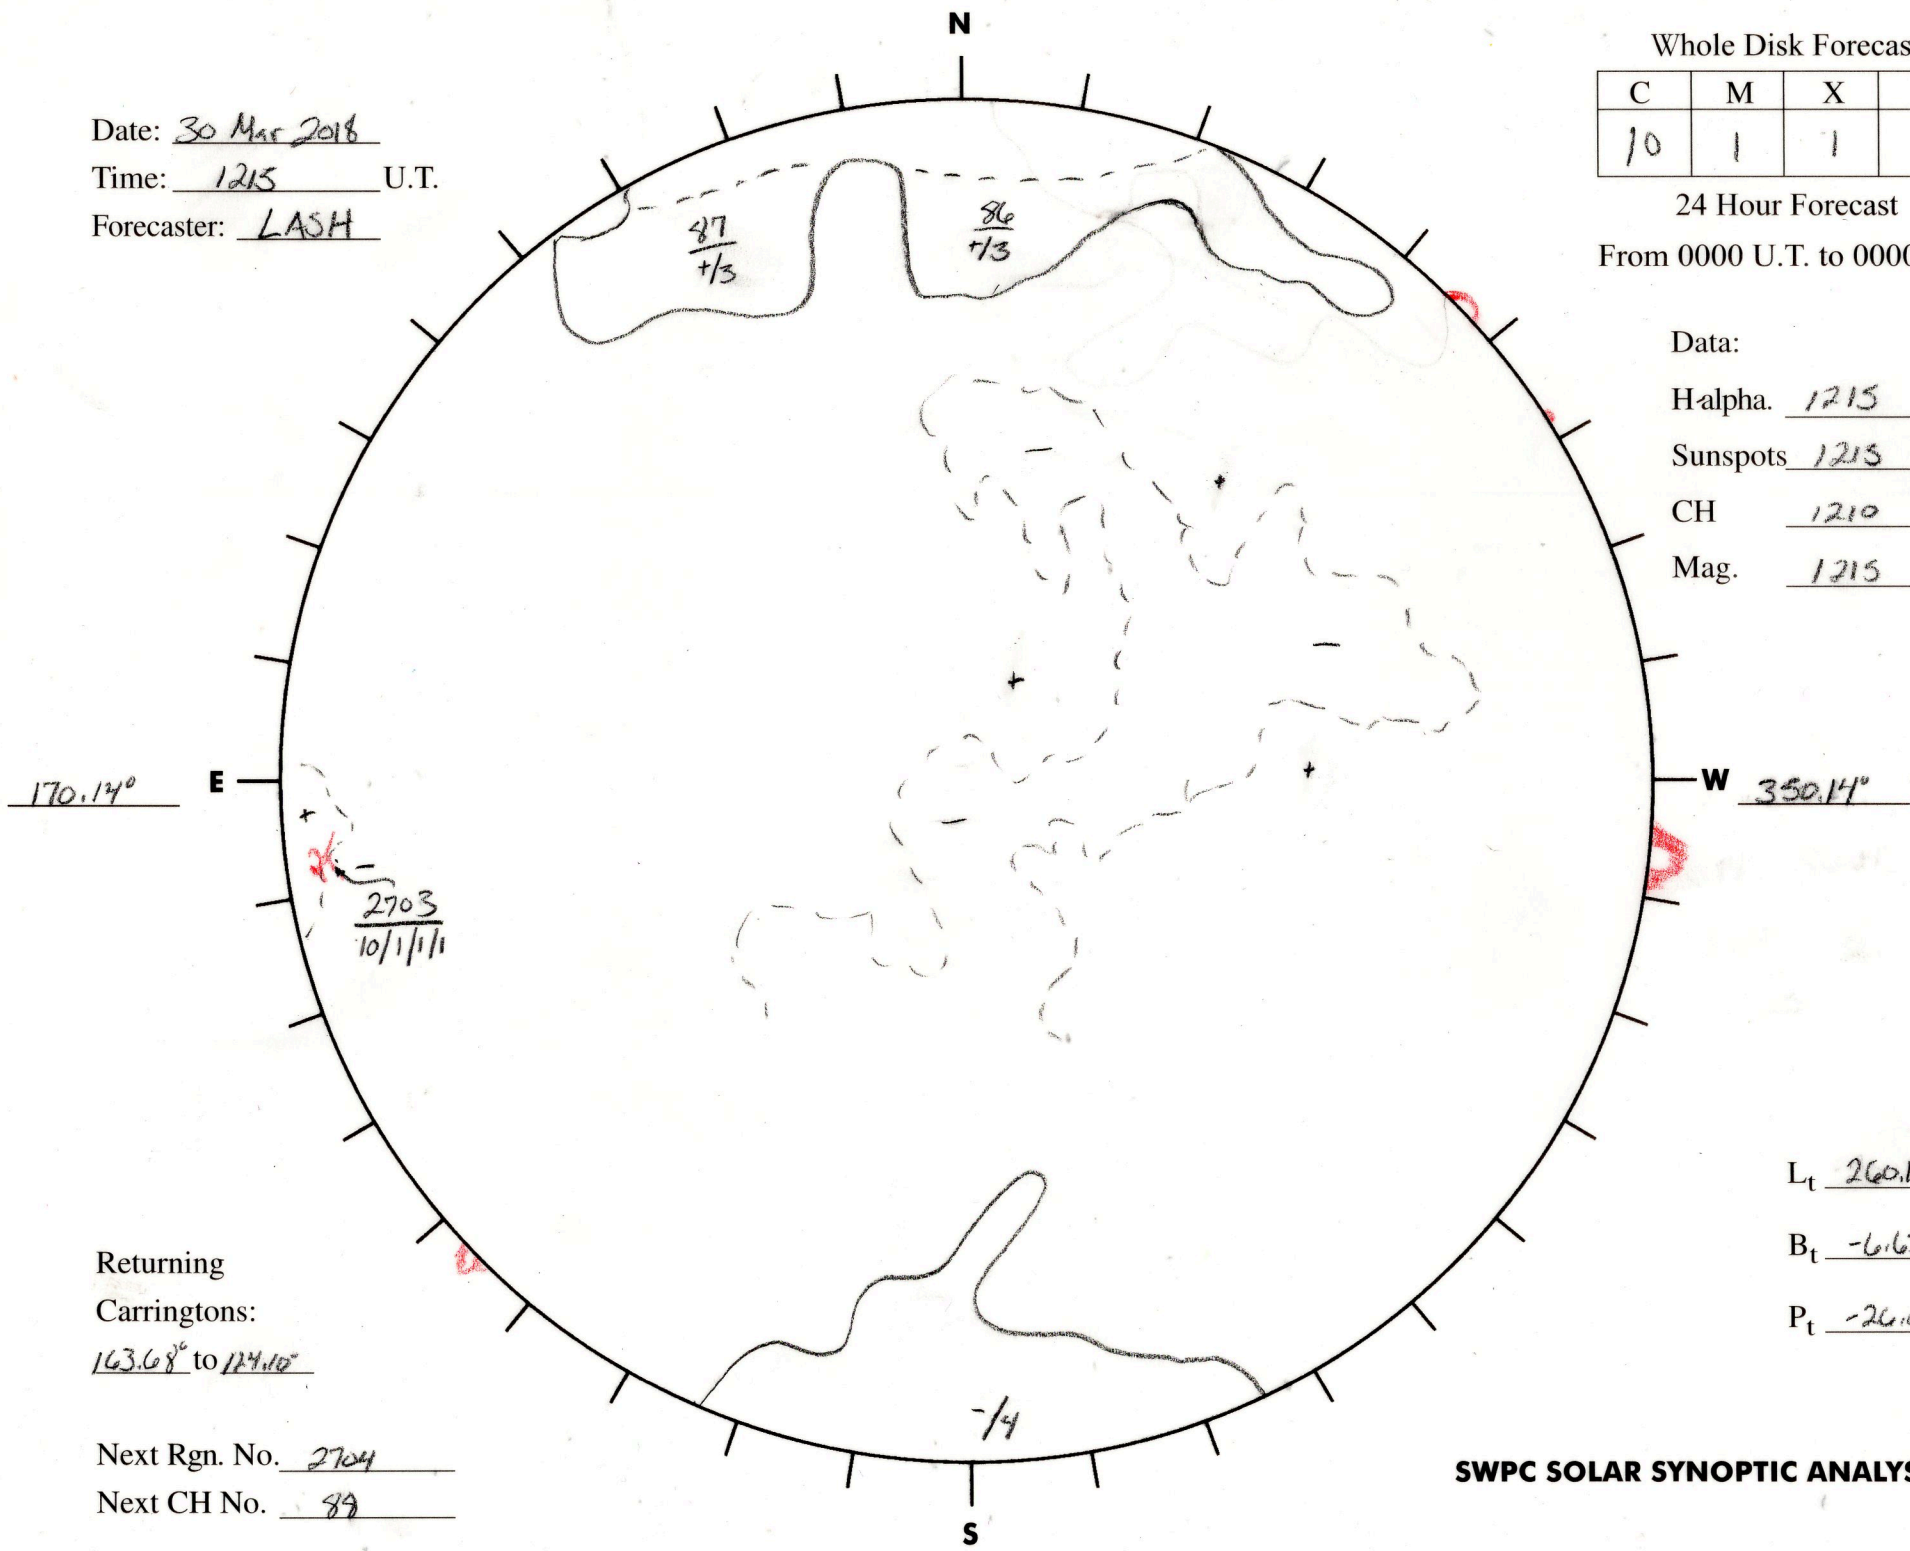 N
Whole Disk Forecas
C M X
10 1 1
24 Hour Forecast
From 0000 U.T. to 0000
Date: 30 Mar 2018
Time: 1215 U.T.
Forecaster: LASH
87
+/3
86
+/3
Data:
H-alpha. 1215
Sunspots 1215
CH 1210
Mag. 1215
-
+
-
+
170.14° E
W 350.14°
+
+
-
-
2703
10/1/1/1
Lt 260.1
Bt -6.6
Pt -26.
Returning
Carringtons:
163.68° to 124.10°
-/4
Next Rgn. No. 2704
Next CH No. 88
SWPC SOLAR SYNOPTIC ANALYS
S